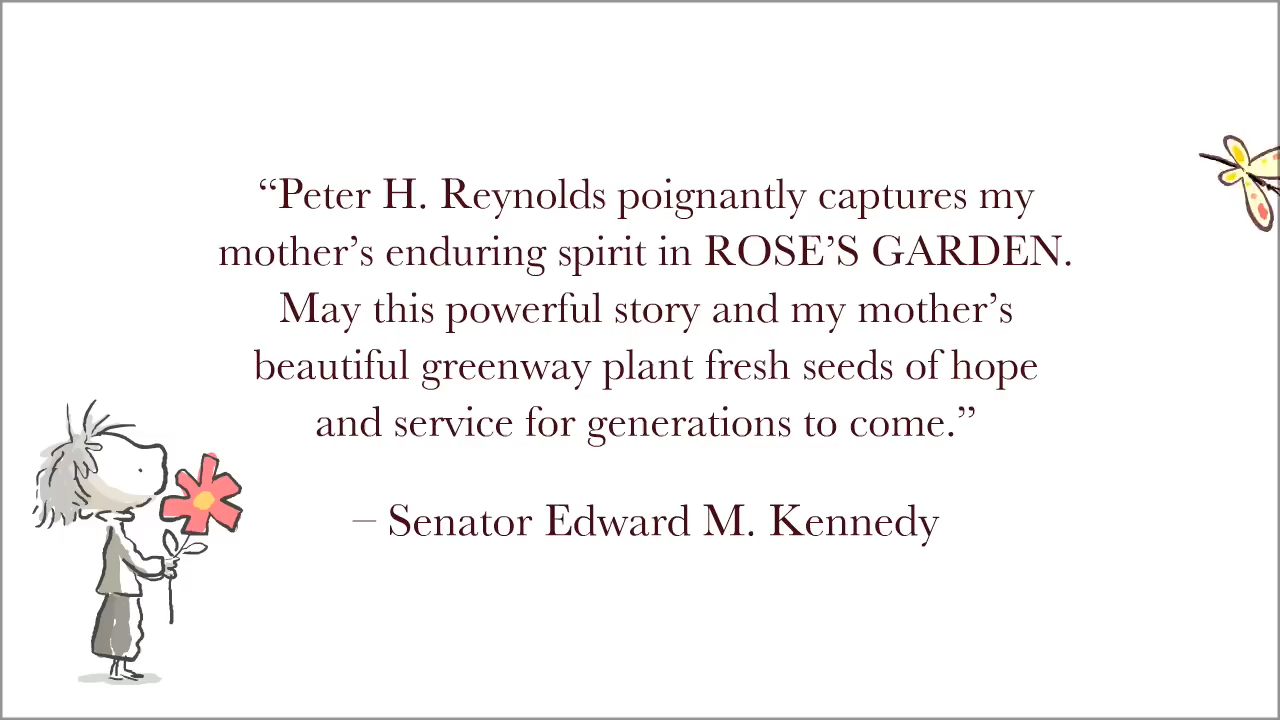 “Peter H. Reynolds poignantly captures my
mother’s enduring spirit in ROSE’S GARDEN.
May this powerful story and my mother’s
beautiful greenway plant fresh seeds of hope
and service for generations to come.”
– Senator Edward M. Kennedy